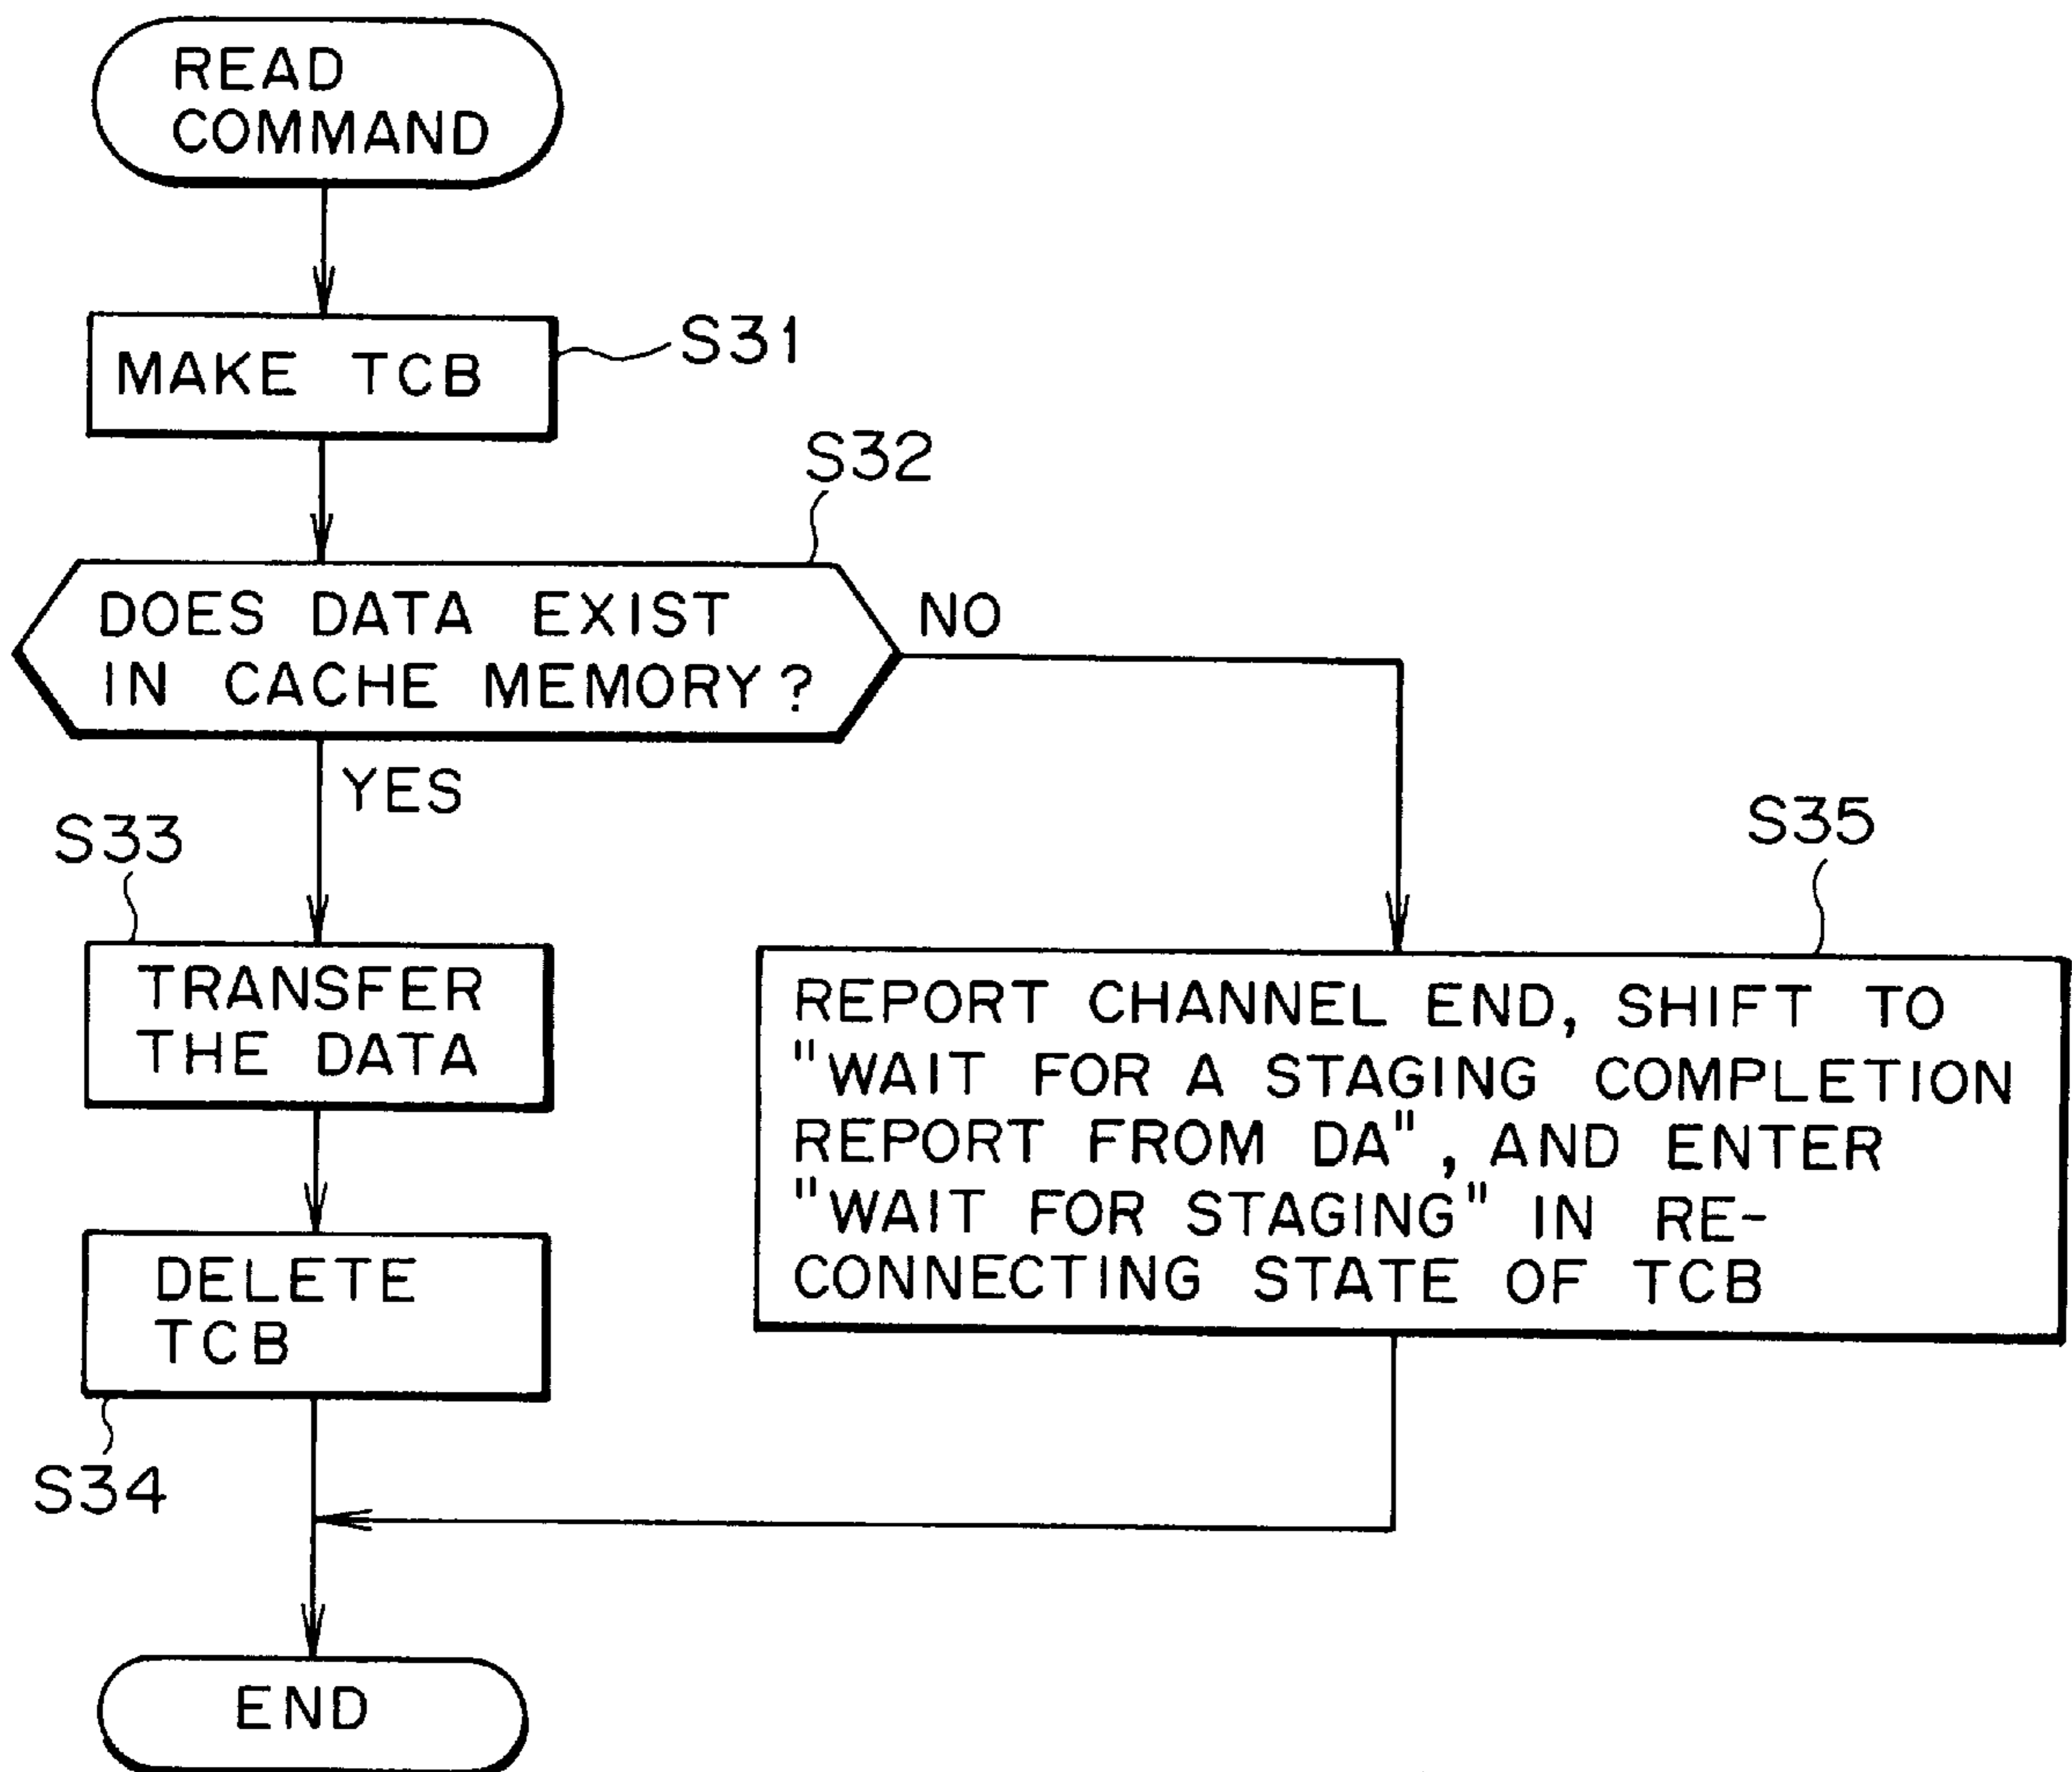 READ
COMMAND
MAKE TCB
S31
S32
DOES DATA EXIST
IN CACHE MEMORY?
NO
YES
S33
TRANSFER
THE DATA
S35
REPORT CHANNEL END, SHIFT TO
"WAIT FOR A STAGING COMPLETION
REPORT FROM DA", AND ENTER
"WAIT FOR STAGING" IN RE-
CONNECTING STATE OF TCB
DELETE
TCB
S34
END